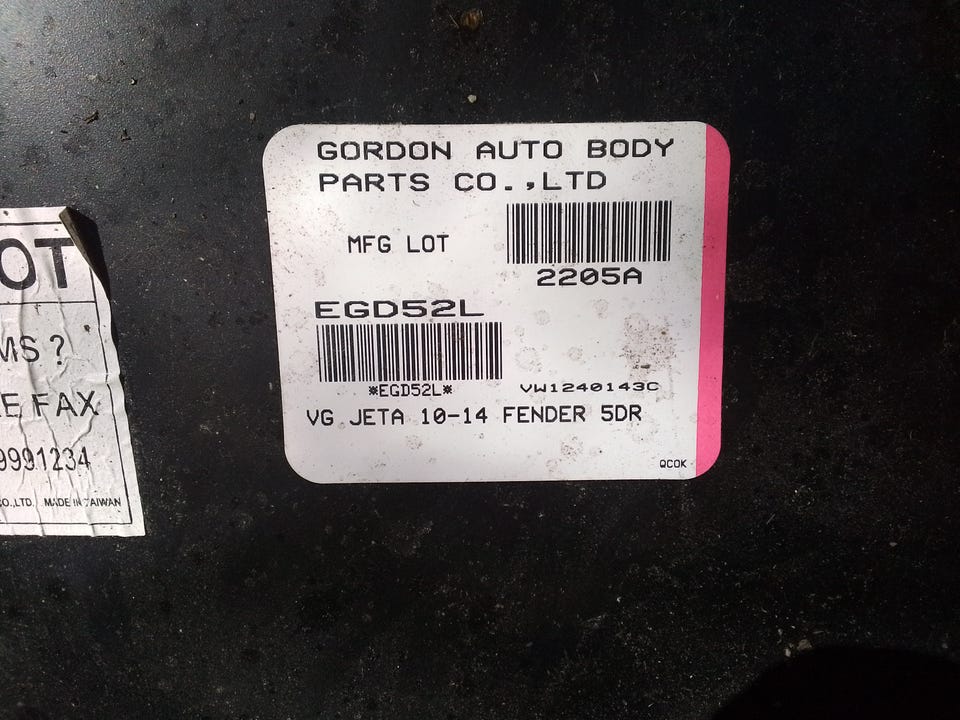 GORDON AUTO BODY
PARTS CO.,LTD
MFG LOT
2205A
EGD52L
*EGD52L*
VW1240143C
VG JETA 10-14 FENDER 5DR
QCOK
OT
MS ?
E FAX
9991234
CO.,LTD. MADE IN TAIWAN